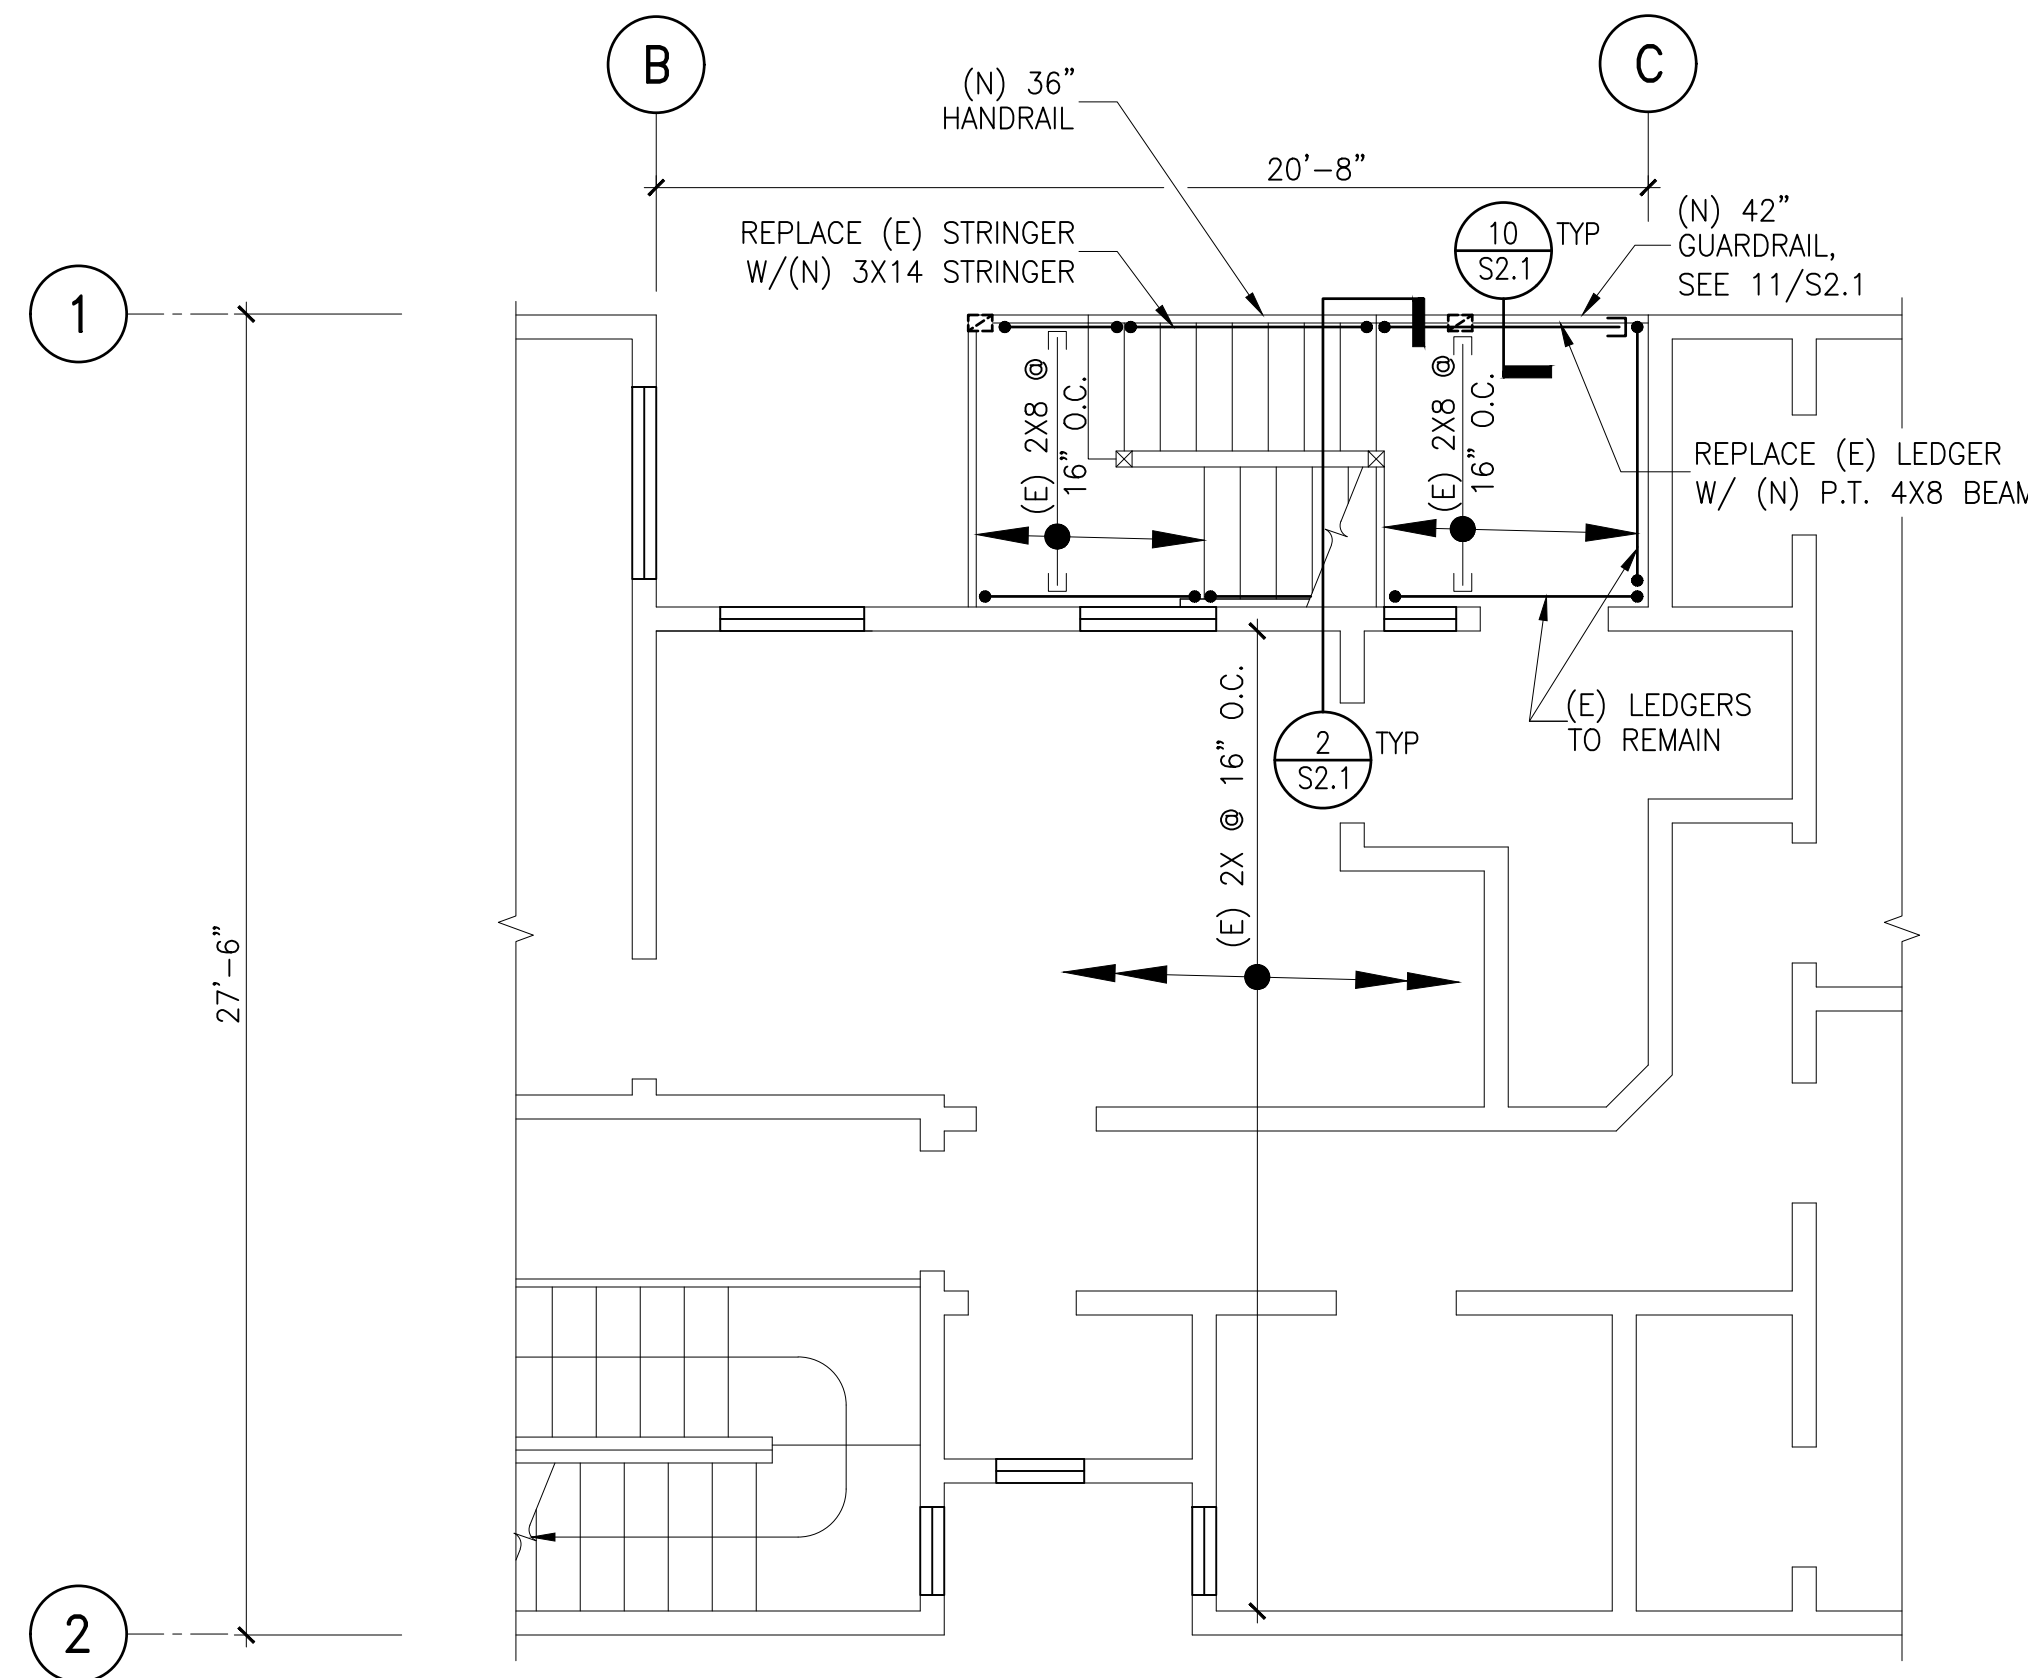 B
C
(N) 36”
HANDRAIL
20'-8”
(N) 42”
GUARDRAIL,
SEE 11/S2.1
REPLACE (E) STRINGER
W/(N) 3X14 STRINGER
10
S2.1
TYP
1
(E) 2X8 @
16” O.C.
(E) 2X8 @
16” O.C.
REPLACE (E) LEDGER
W/ (N) P.T. 4X8 BEAM
(E) LEDGERS
TO REMAIN
2
S2.1
TYP
(E) 2X @ 16” O.C.
27'-6”
2